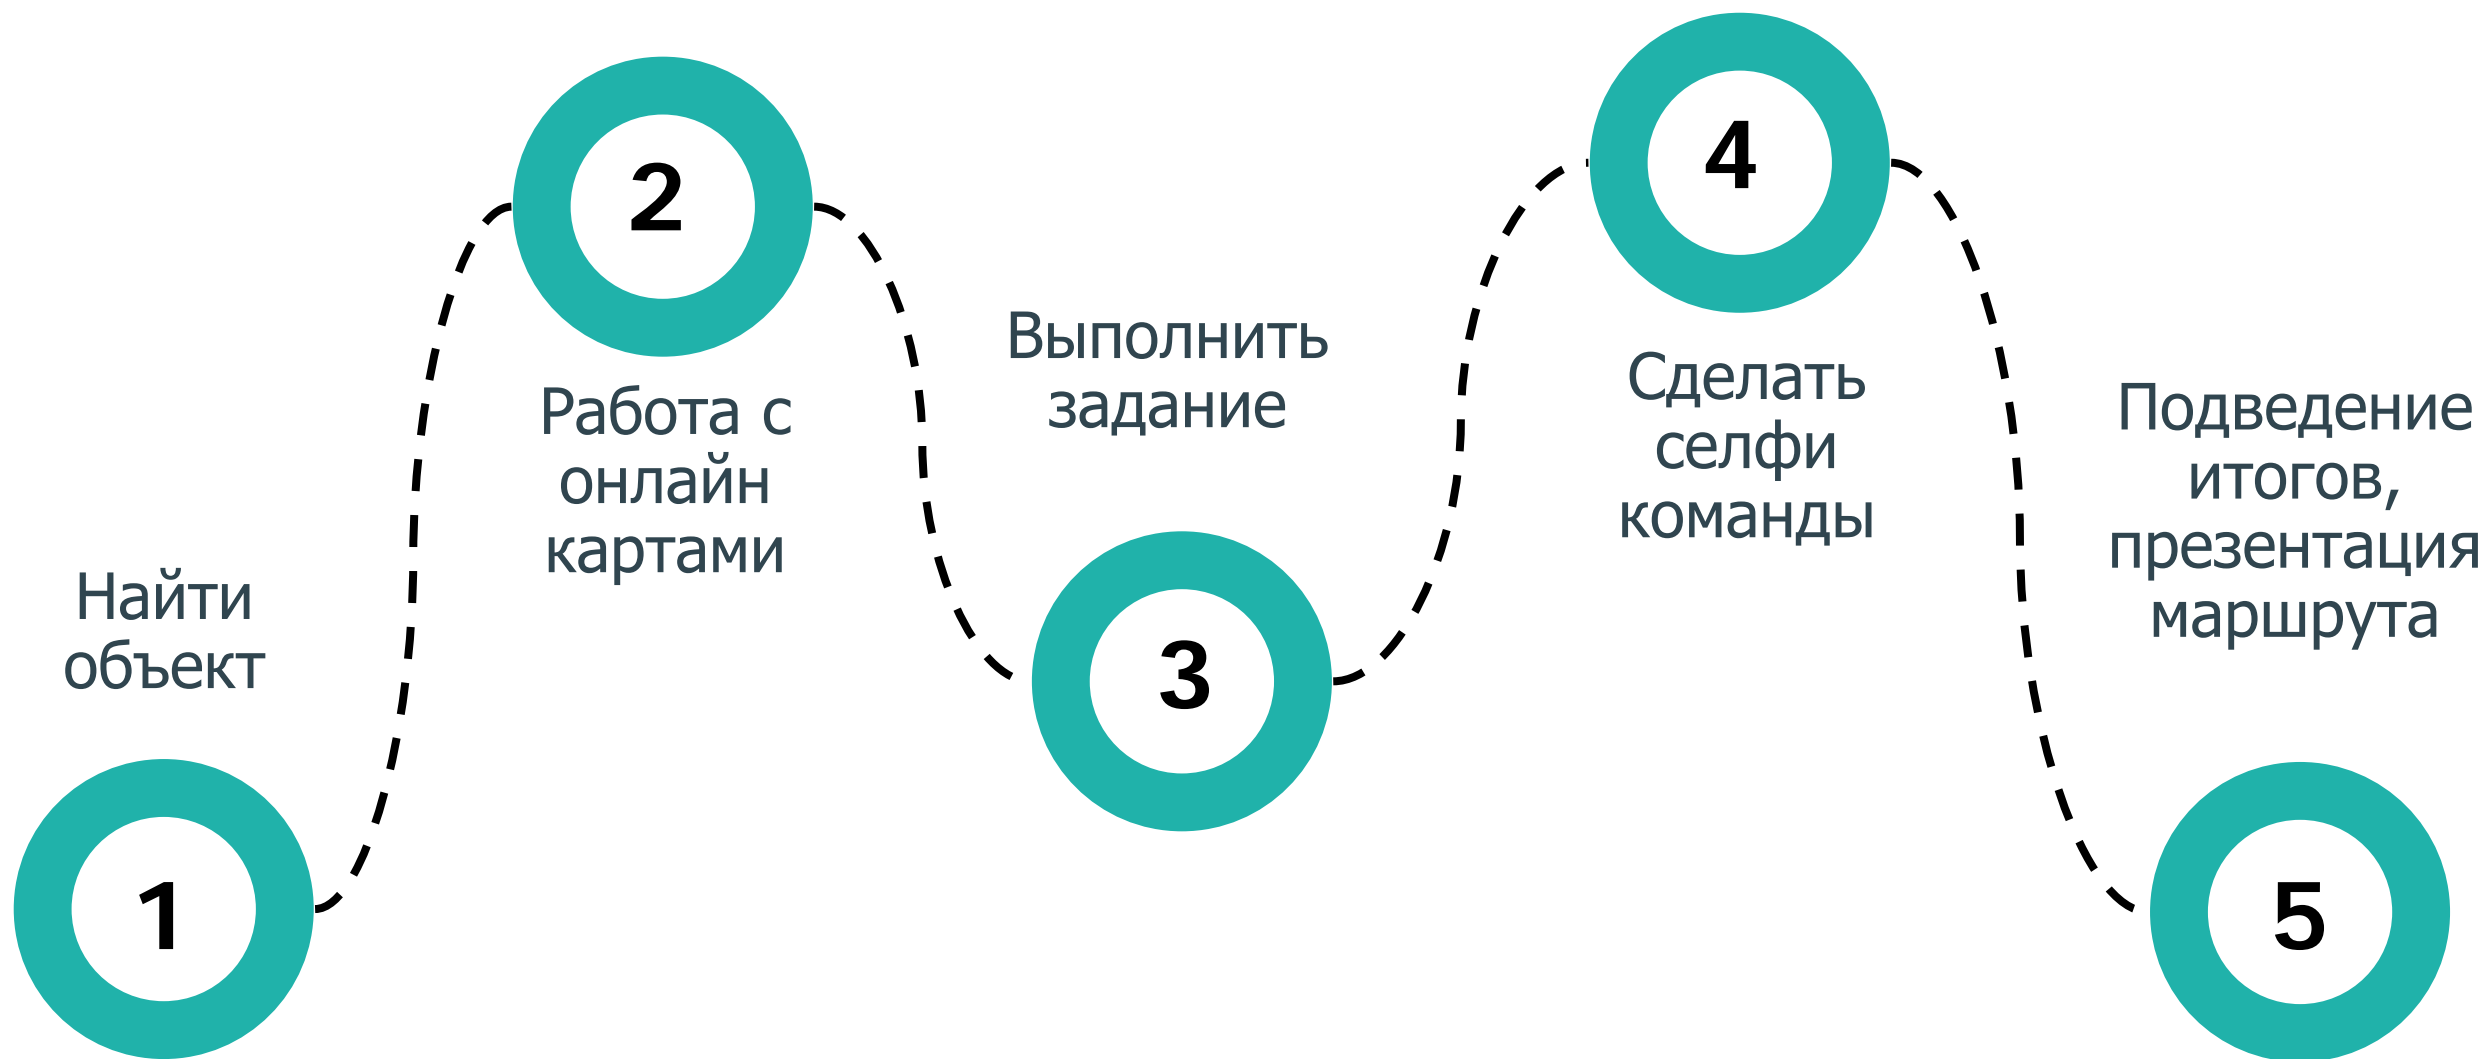 Найти
объект
1
2
Работа с
онлайн
картами
Выполнить
задание
3
4
Сделать
селфи
команды
Подведение
итогов,
презентация
маршрута
5